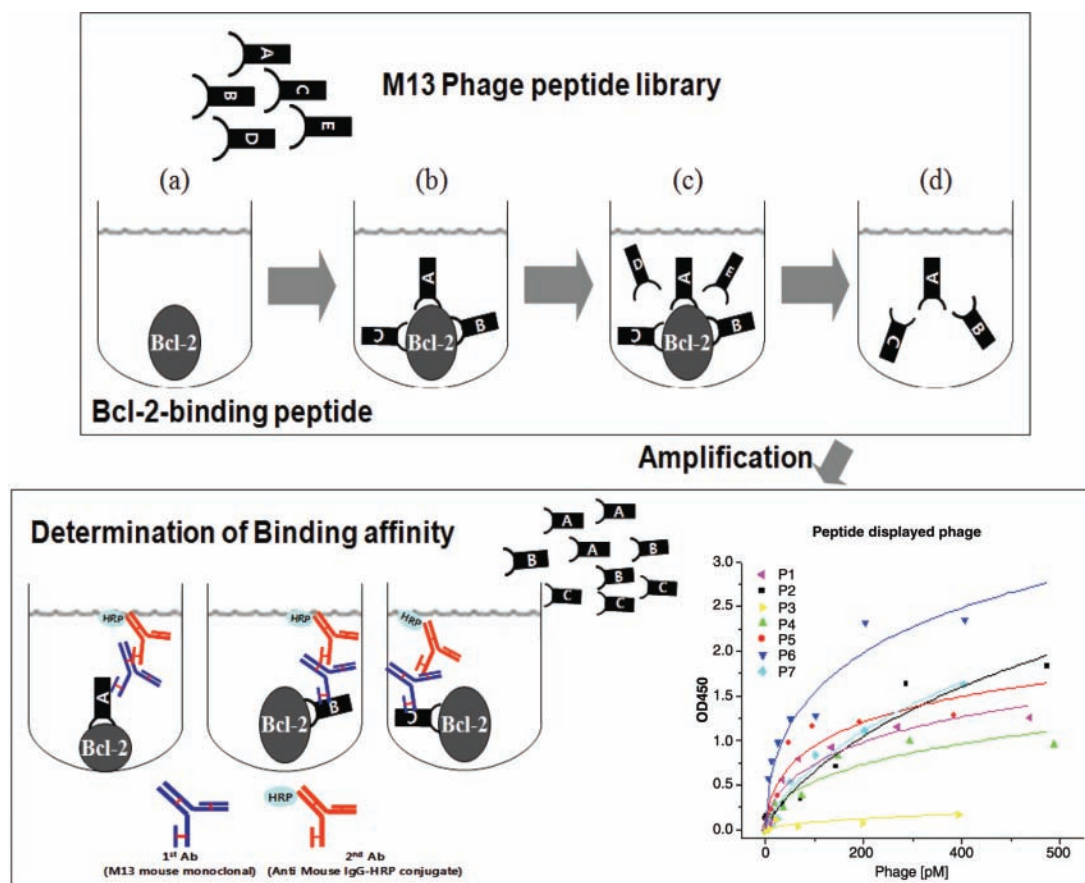 M13 Phage peptide library
A
B
C
D
E
(a)
(b)
(c)
(d)
Bcl-2
A
C
B
Bcl-2
D
A
E
C
B
Bcl-2
A
C
B
Bcl-2-binding peptide
Amplification
Determination of Binding affinity
A
A
B
A
B
B
C
C
C
HRP
A
Bcl-2
HRP
B
Bcl-2
HRP
C
Bcl-2
HRP
1st Ab
(M13 mouse monoclonal)
2nd Ab
(Anti Mouse IgG-HRP conjugate)
Peptide displayed phage
P1
P2
P3
P4
P5
P6
P7
OD450
3.0
2.5
2.0
1.5
1.0
0.5
0.0
0
200
400
600
Phage [pM]